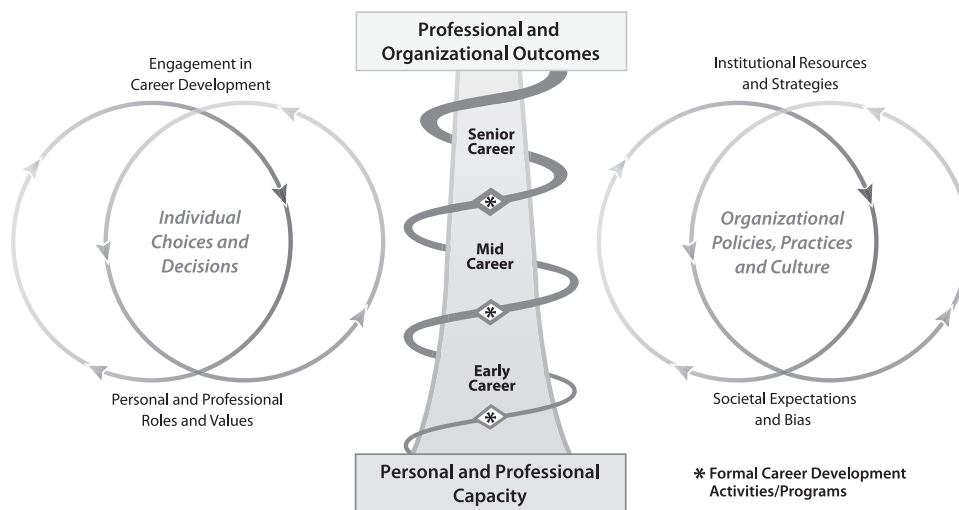 Professional and
Organizational Outcomes
Engagement in
Career Development
Institutional Resources
and Strategies
Senior
Career
*
Individual
Choices and
Decisions
Organizational
Policies, Practices
and Culture
Mid
Career
*
Early
Career
*
Personal and Professional
Roles and Values
Societal Expectations
and Bias
Personal and Professional
Capacity
* Formal Career Development
Activities/Programs